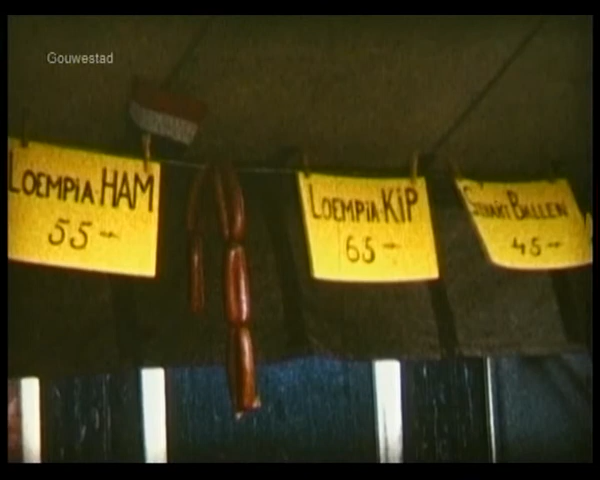 Gouwestad
LOEMPIA HAM
55
LOEMPIA KIP
65
BALLEN
45